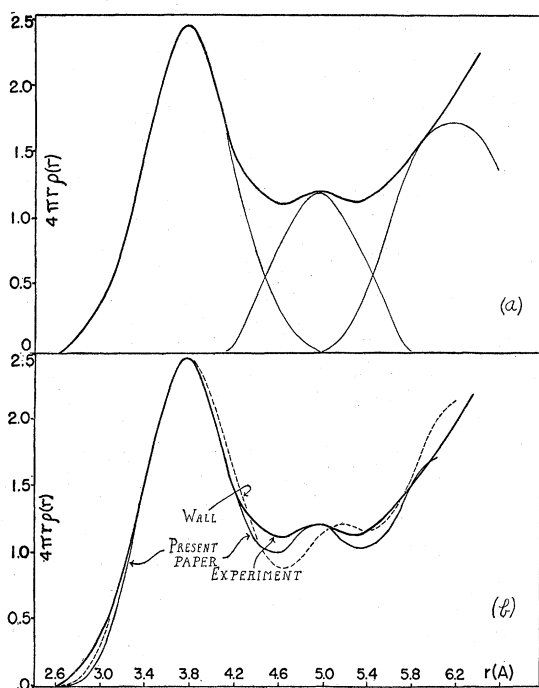 2.5
2.0
1.5
1.0
0.5
0
4πrρ(r)
(a)
2.5
2.0
1.5
1.0
0.5
0
4πrρ(r)
WALL
PRESENT
PAPER
EXPERIMENT
(b)
2.6 3.0 3.4 3.8 4.2 4.6 5.0 5.4 5.8 6.2 r(Å)